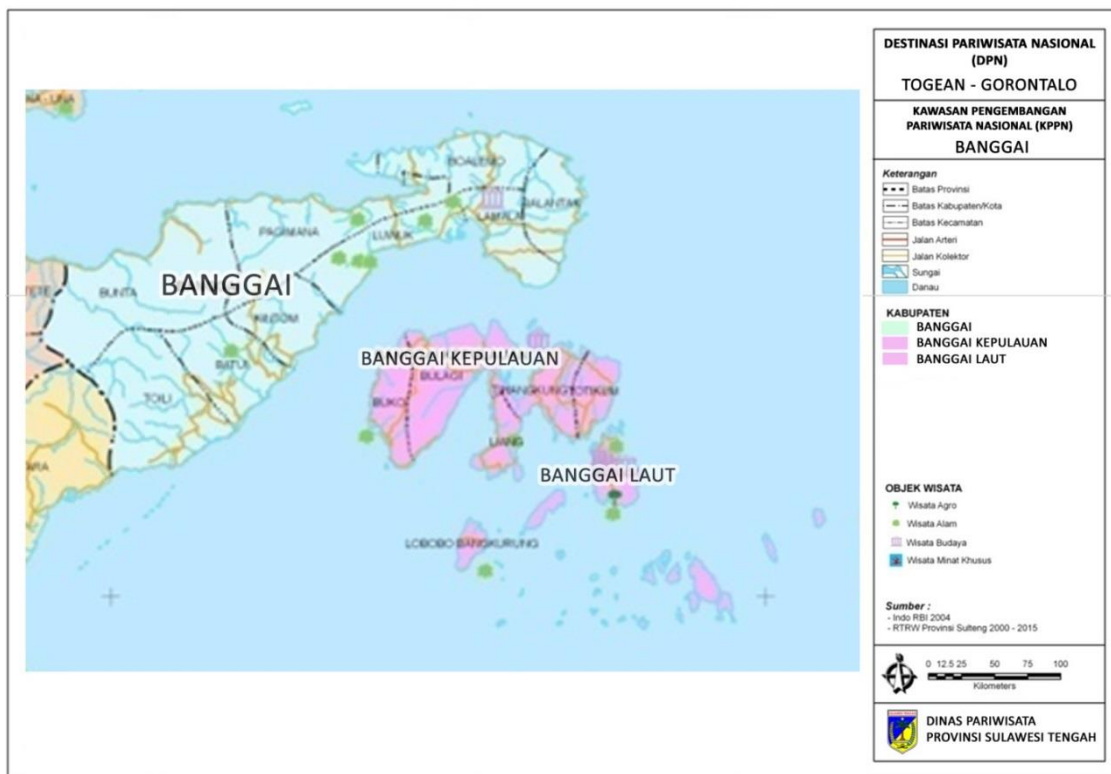 NA-UNA
BOALEMO
BALANTAK
LAMALA
PAGIMANA
LUWUK
BANGGAI
BUNTA
KINTOM
BATUI
TOILI
BANGGAI KEPULAUAN
BULAGI
BUKO
TINANGKUNG
TOTIKUM
LIANG
BANGGAI LAUT
LOBOBO BANGKURUNG
DESTINASI PARIWISATA NASIONAL
(DPN)
TOGEAN - GORONTALO
KAWASAN PENGEMBANGAN
PARIWISATA NASIONAL (KPPN)
BANGGAI
Keterangan
Batas Provinsi
Batas Kabupaten/Kota
Batas Kecamatan
Jalan Arteri
Jalan Kolektor
Sungai
Danau
KABUPATEN
BANGGAI
BANGGAI KEPULAUAN
BANGGAI LAUT
OBJEK WISATA
Wisata Agro
Wisata Alam
Wisata Budaya
Wisata Minat Khusus
Sumber :
- Indo RBI 2004
- RTRW Provinsi Sulteng 2000 - 2015
0 12.5 25 50 75 100
Kilometers
DINAS PARIWISATA
PROVINSI SULAWESI TENGAH